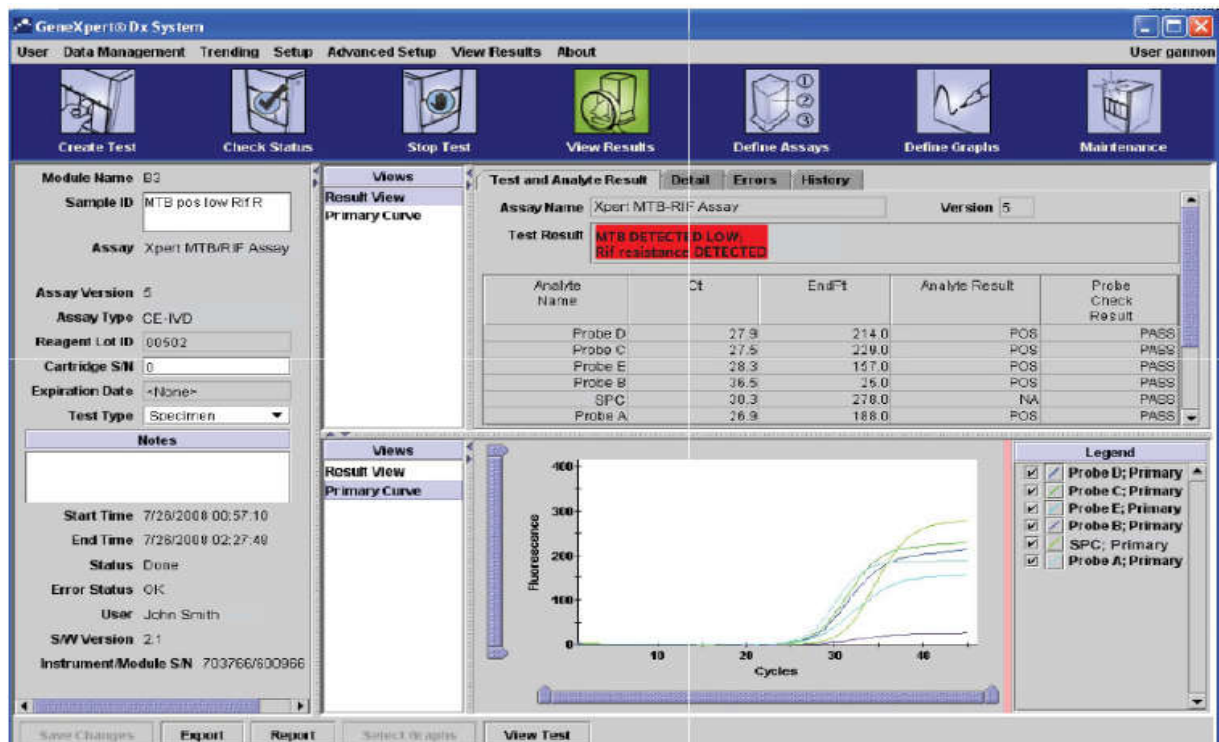 GeneXpert® Dx System
User Data Management Trending Setup Advanced Setup View Results About User gannon
Create Test Check Status Stop Test View Results Define Assays Define Graphs Maintenance
Module Name B3
Sample ID MTB pos low Rif R
Assay Xpert MTB/RIF Assay
Assay Version 5
Assay Type CE-IVD
Reagent Lot ID 00502
Cartridge S/N 0
Expiration Date <None>
Test Type Specimen
Notes
Start Time 7/26/2008 00:57:10
End Time 7/26/2008 02:27:49
Status Done
Error Status OK
User John Smith
S/W Version 2.1
Instrument/Module S/N 703766/600966
Views
Result View
Primary Curve
Test and Analyte Result Detail Errors History
Assay Name Xpert MTB-RIF Assay Version 5
Test Result MTB DETECTED LOW;
Rif resistance DETECTED
Analyte Name Ct EndPt Analyte Result Probe Check Result
Probe D 27.9 214.0 POS PASS
Probe C 27.5 229.0 POS PASS
Probe E 28.3 157.0 POS PASS
Probe B 36.5 26.0 POS PASS
SPC 30.3 278.0 NA PASS
Probe A 26.9 188.0 POS PASS
Views
Result View
Primary Curve
400
300
200
100
0
10 20 30 40
Fluorescence
Cycles
Legend
Probe D; Primary
Probe C; Primary
Probe E; Primary
Probe B; Primary
SPC; Primary
Probe A; Primary
Save Changes Export Report Select Graphs View Test